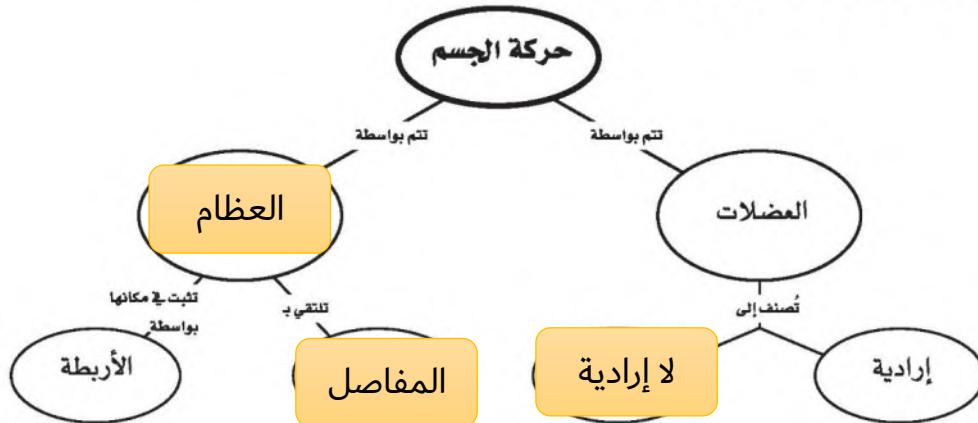 حركة الجسم
تتم بواسطة
تتم بواسطة
العضلات
العظام
تُصنف إلى
تلتقي بـ
تثبت في مكانها
بواسطة
إرادية
لا إرادية
المفاصل
الأربطة